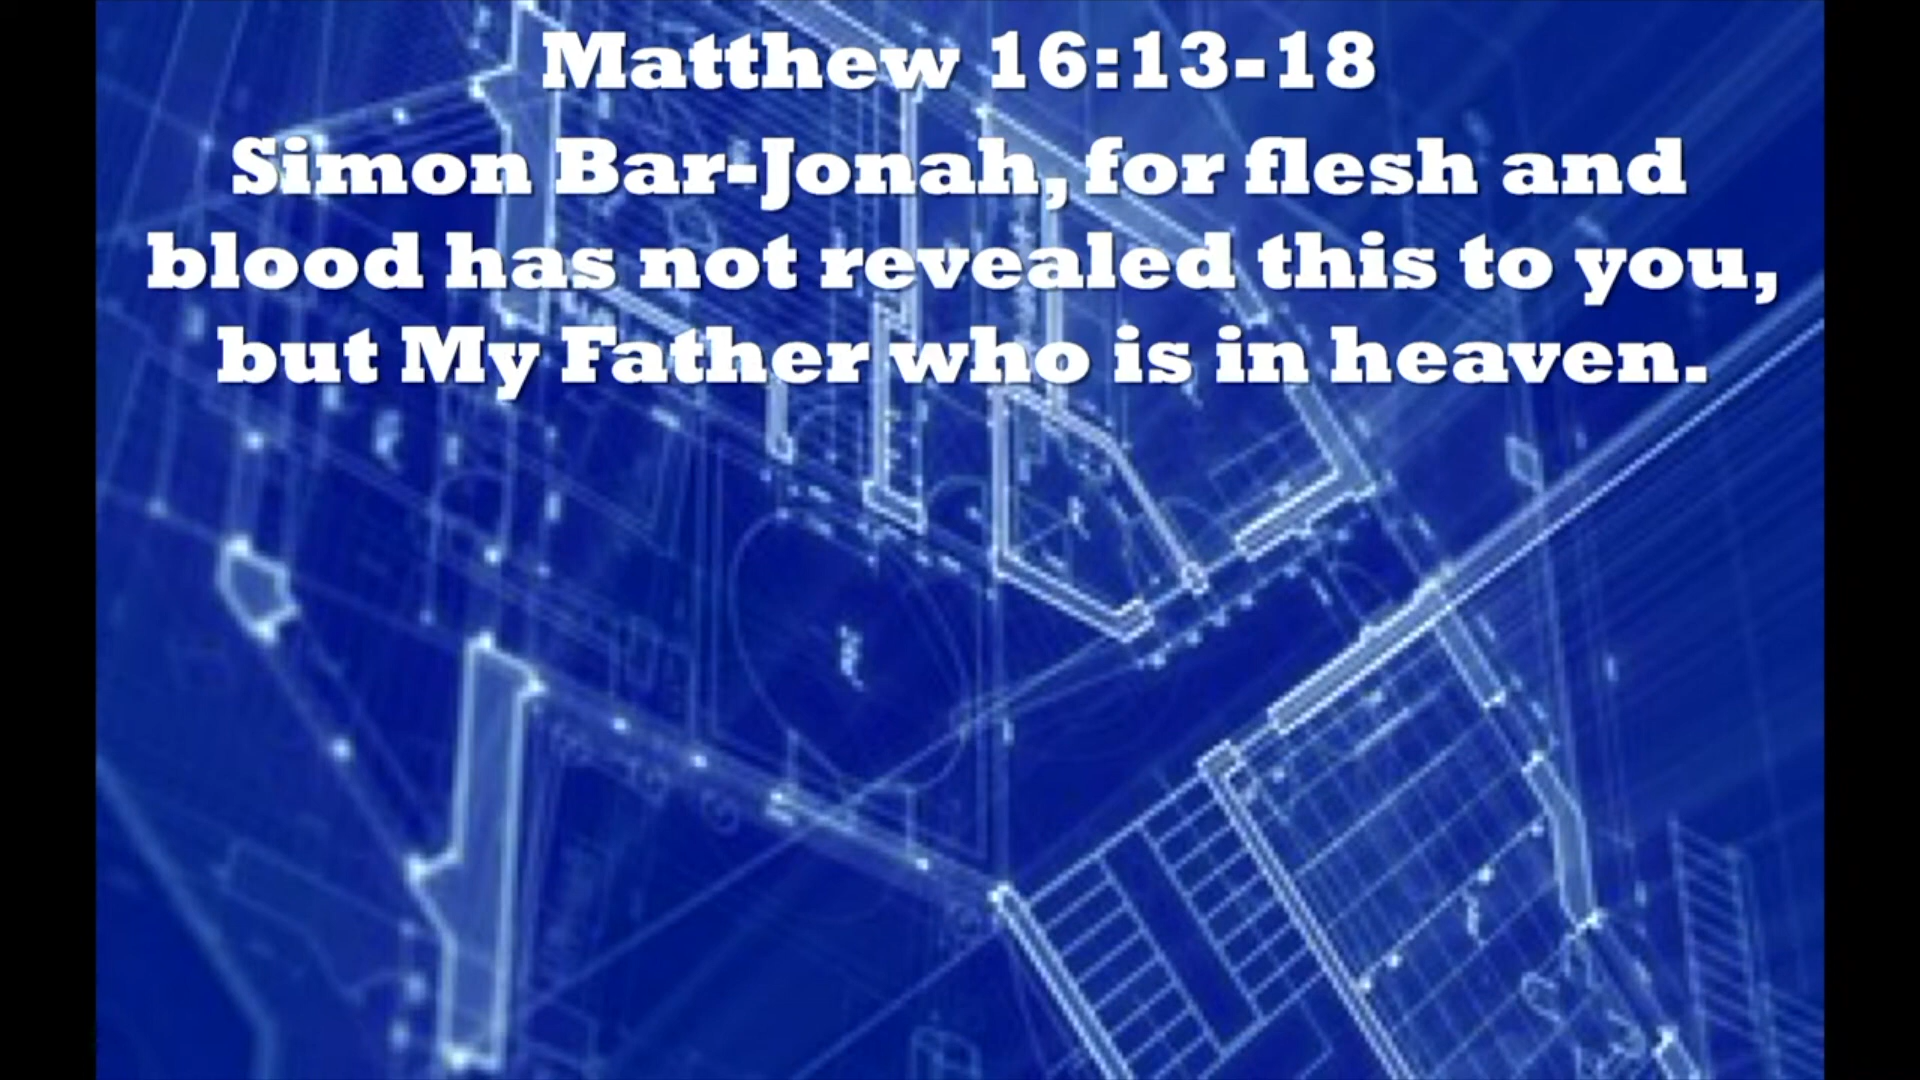 Matthew 16:13-18
Simon Bar-Jonah, for flesh and
blood has not revealed this to you,
but My Father who is in heaven.